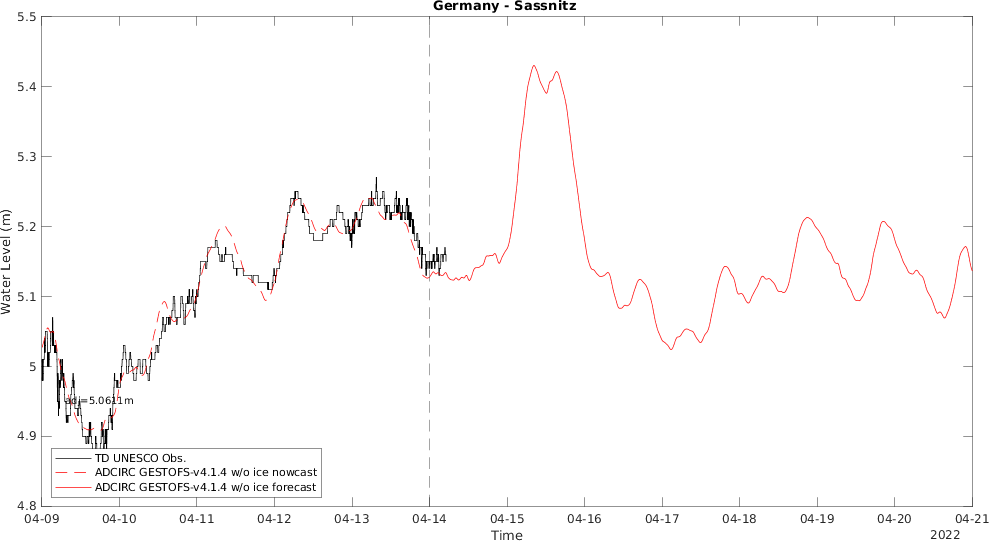 Germany - Sassnitz
5.5
5.4
5.3
5.2
5.1
5
4.9
4.8
Water Level (m)
adj=5.0611m
TD UNESCO Obs.
ADCIRC GESTOFS-v4.1.4 w/o ice nowcast
ADCIRC GESTOFS-v4.1.4 w/o ice forecast
04-09 04-10 04-11 04-12 04-13 04-14 04-15 04-16 04-17 04-18 04-19 04-20 04-21
Time
2022